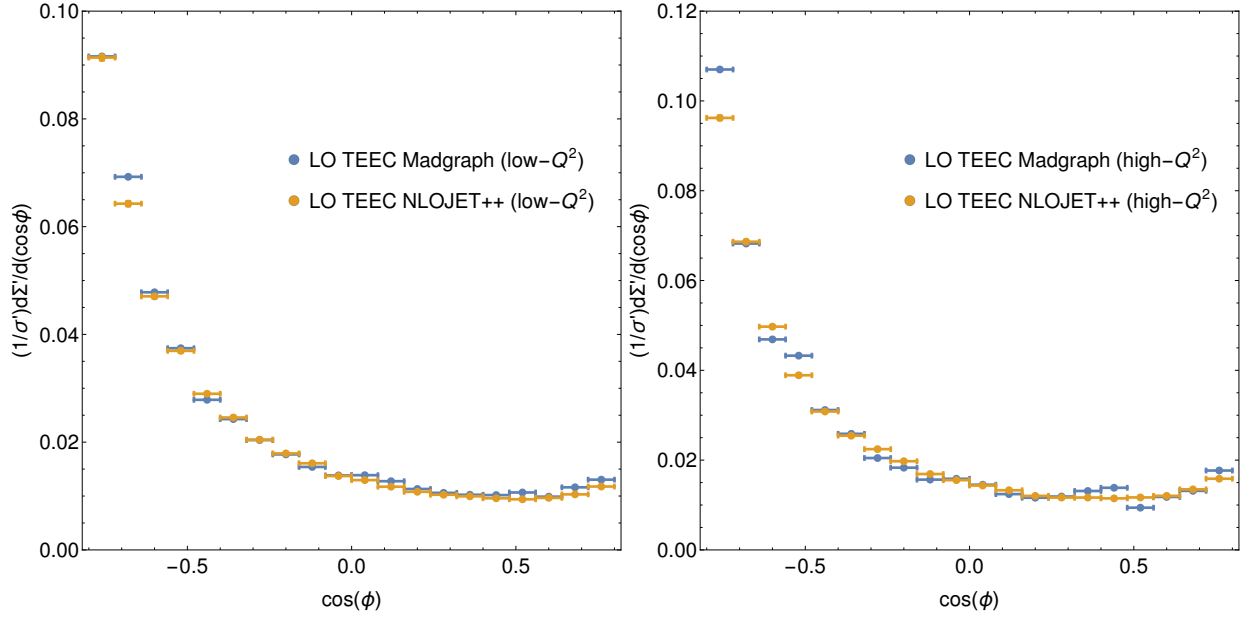 0.10
0.08
0.06
0.04
0.02
0.00
(1/σ')dΣ'/d(cosϕ)
LO TEEC Madgraph (low-Q²)
LO TEEC NLOJET++ (low-Q²)
−0.5
0.0
0.5
cos(ϕ)
0.12
0.10
0.08
0.06
0.04
0.02
0.00
(1/σ')dΣ'/d(cosϕ)
LO TEEC Madgraph (high-Q²)
LO TEEC NLOJET++ (high-Q²)
−0.5
0.0
0.5
cos(ϕ)